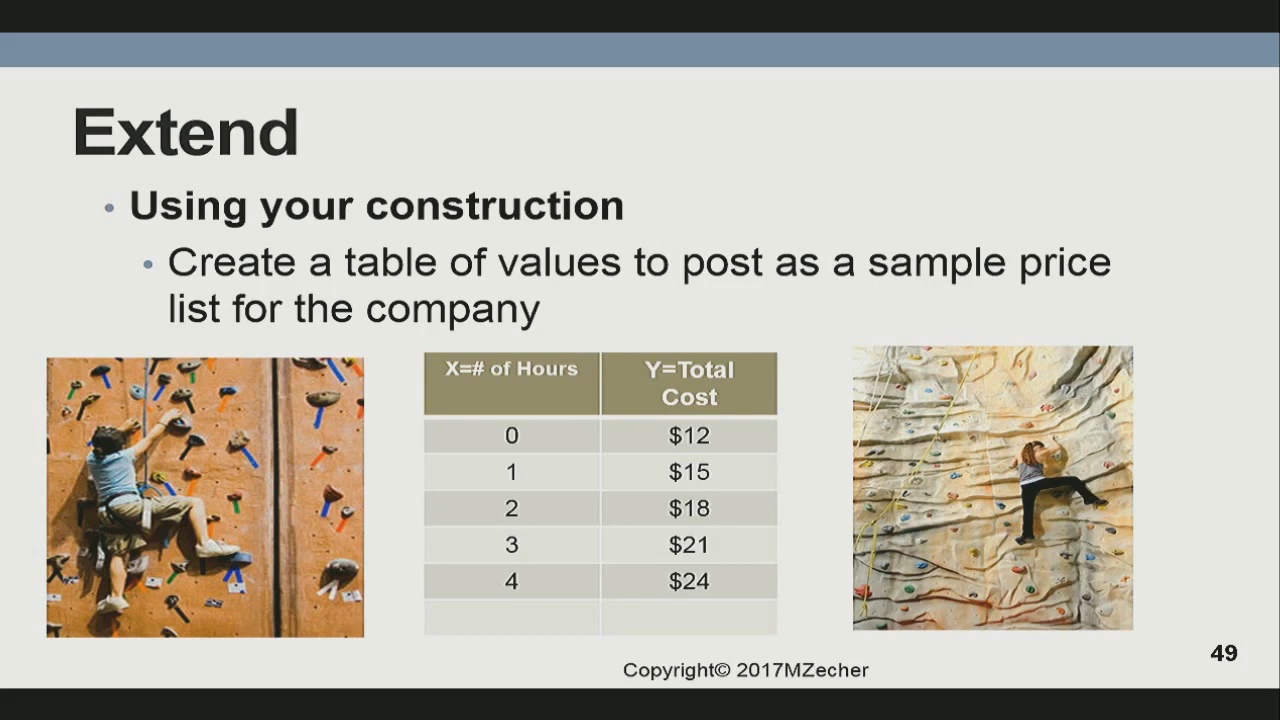 Extend
• Using your construction
• Create a table of values to post as a sample price
list for the company
X=# of Hours Y=Total
Cost
0 $12
1 $15
2 $18
3 $21
4 $24
Copyright© 2017MZecher
49